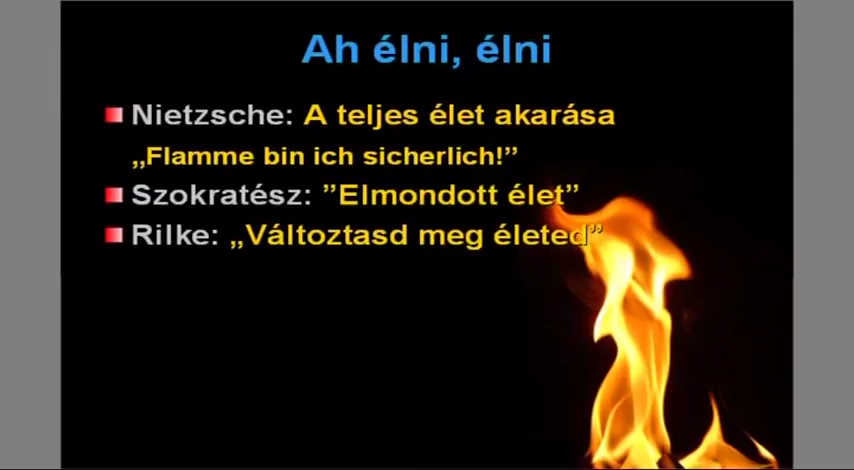 Ah élni, élni
Nietzsche: A teljes élet akarása
„Flamme bin ich sicherlich!”
Szokratész: ”Elmondott élet”
Rilke: „Változtasd meg életed”